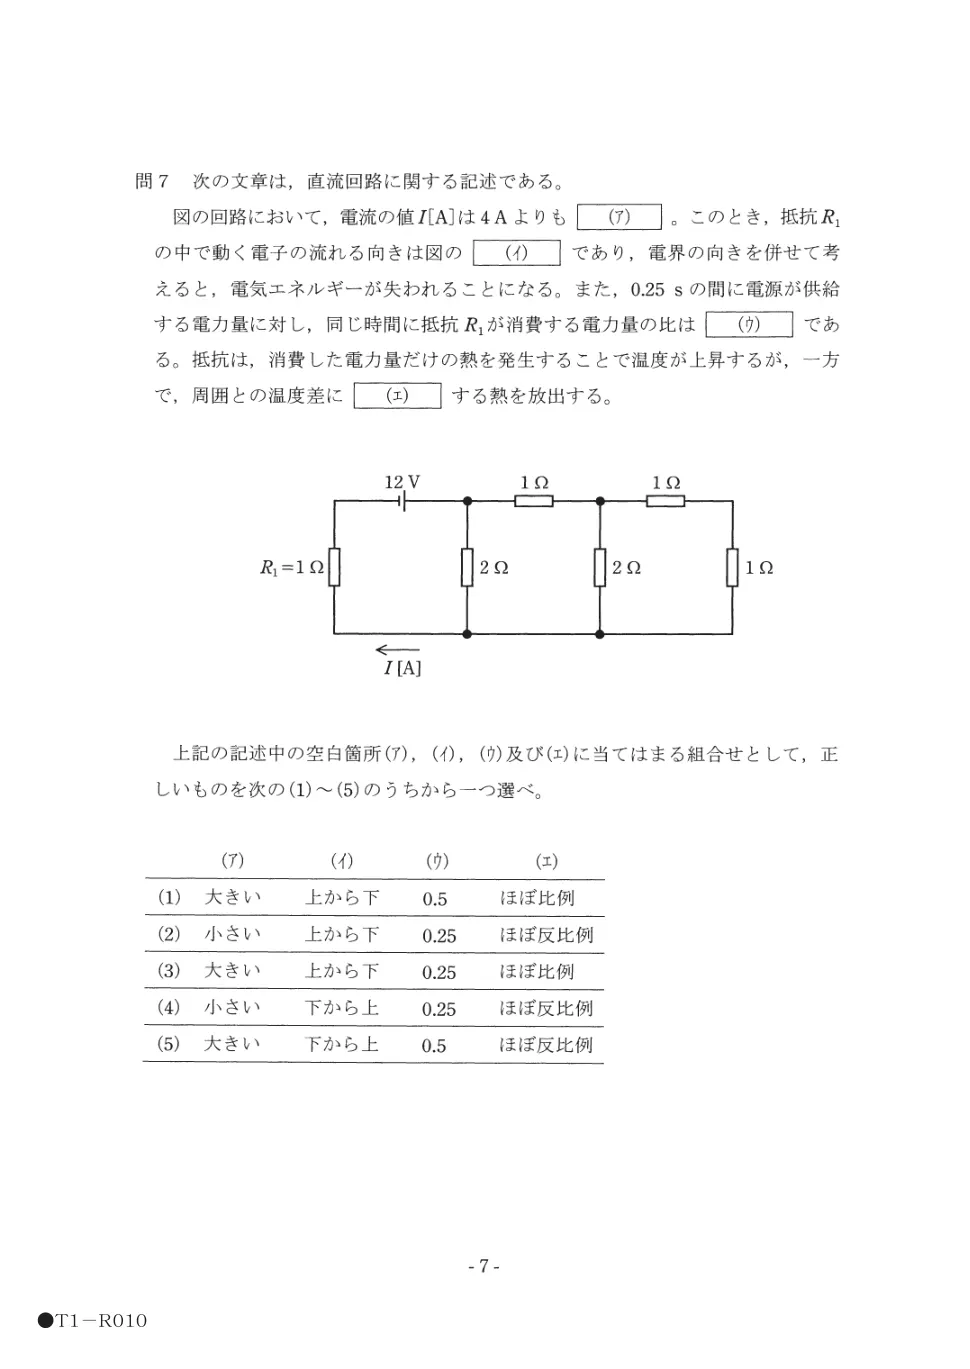 問７　次の文章は，直流回路に関する記述である。
図の回路において，電流の値I[A]は 4 A よりも (ア) 。このとき，抵抗R₁
の中で動く電子の流れる向きは図の (イ) であり，電界の向きを併せて考
えると，電気エネルギーが失われることになる。また，0.25 s の間に電源が供給
する電力量に対し，同じ時間に抵抗 R₁が消費する電力量の比は (ウ) であ
る。抵抗は，消費した電力量だけの熱を発生することで温度が上昇するが，一方
で，周囲との温度差に (エ) する熱を放出する。
12 V 1 Ω 1 Ω
R₁=1 Ω 2 Ω 2 Ω 1 Ω
I [A]
上記の記述中の空白箇所(ア)，(イ)，(ウ)及び(エ)に当てはまる組合せとして，正
しいものを次の(1)～(5)のうちから一つ選べ。
(ア) (イ) (ウ) (エ)
(1) 大きい 上から下 0.5 ほぼ比例
(2) 小さい 上から下 0.25 ほぼ反比例
(3) 大きい 上から下 0.25 ほぼ比例
(4) 小さい 下から上 0.25 ほぼ反比例
(5) 大きい 下から上 0.5 ほぼ反比例
- 7 -
●T1－R010